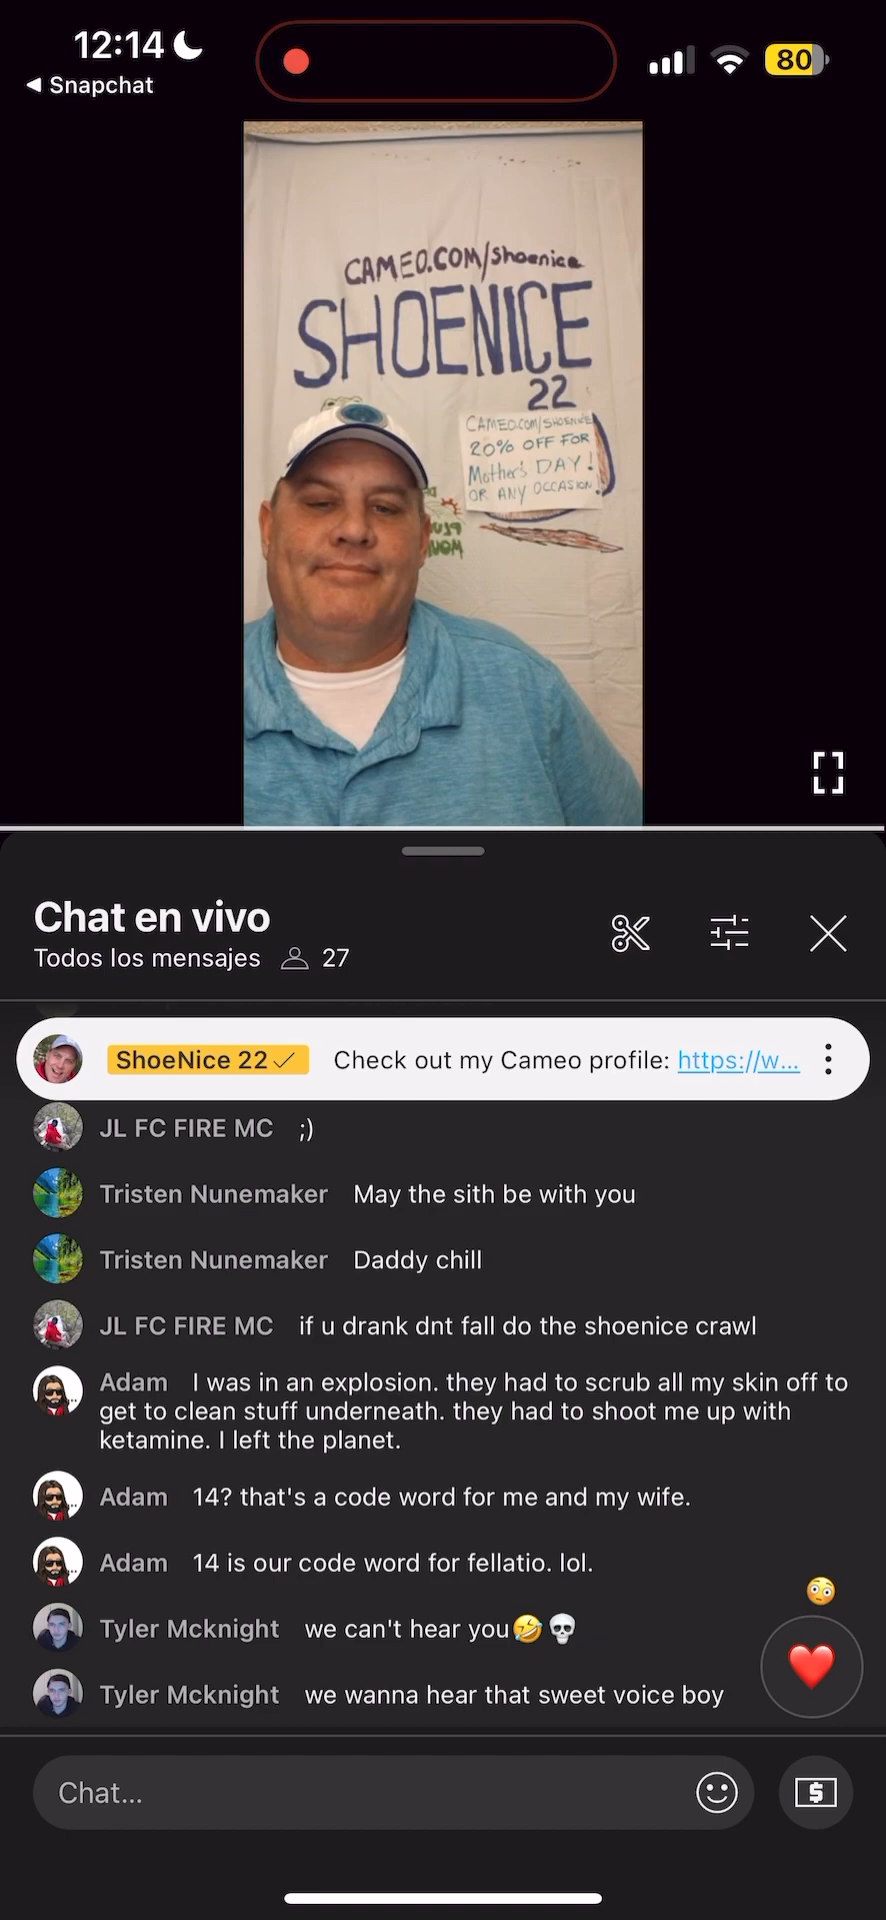 12:14
80
◀ Snapchat
CAMEO.COM/shoenice
SHOENICE
22
CAMEO.COM/SHOENICE
20% OFF FOR
Mother's DAY!
OR ANY OCCASION!
Chat en vivo
Todos los mensajes 27
ShoeNice 22 ✓ Check out my Cameo profile: https://w...
JL FC FIRE MC ;)
Tristen Nunemaker May the sith be with you
Tristen Nunemaker Daddy chill
JL FC FIRE MC if u drank dnt fall do the shoenice crawl
Adam I was in an explosion. they had to scrub all my skin off to
get to clean stuff underneath. they had to shoot me up with
ketamine. I left the planet.
Adam 14? that's a code word for me and my wife.
Adam 14 is our code word for fellatio. lol.
Tyler Mcknight we can't hear you🤣💀
Tyler Mcknight we wanna hear that sweet voice boy
Chat...